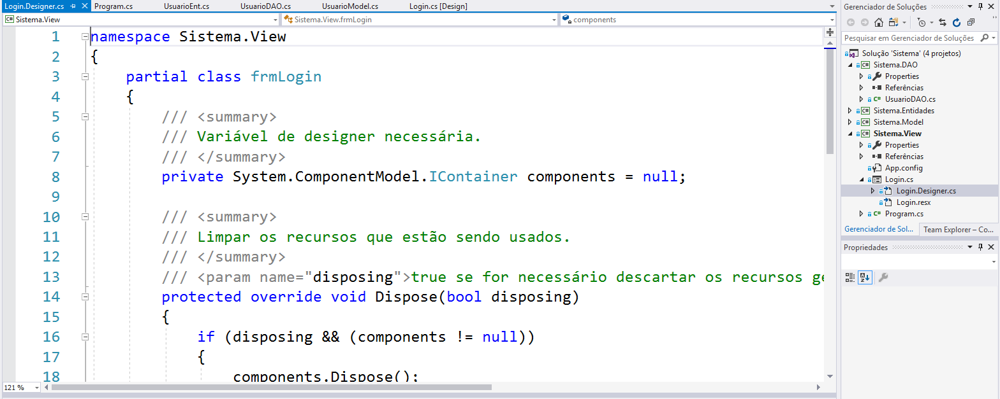 Login.Designer.cs Program.cs UsuarioEnt.cs UsuarioDAO.cs UsuarioModel.cs Login.cs [Design]
C# Sistema.View Sistema.View.frmLogin components
1 namespace Sistema.View
2 {
3 partial class frmLogin
4 {
5 /// <summary>
6 /// Variável de designer necessária.
7 /// </summary>
8 private System.ComponentModel.IContainer components = null;
9
10 /// <summary>
11 /// Limpar os recursos que estão sendo usados.
12 /// </summary>
13 /// <param name="disposing">true se for necessário descartar os recursos ge
14 protected override void Dispose(bool disposing)
15 {
16 if (disposing && (components != null))
17 {
18 components.Dispose();
121 %
Gerenciador de Soluções
Pesquisar em Gerenciador de Soluções
Solução 'Sistema' (4 projetos)
C# Sistema.DAO
Properties
Referências
C# UsuarioDAO.cs
C# Sistema.Entidades
C# Sistema.Model
C# Sistema.View
Properties
Referências
App.config
Login.cs
Login.Designer.cs
Login.resx
C# Program.cs
Gerenciador de Sol... Team Explorer – Co...
Propriedades